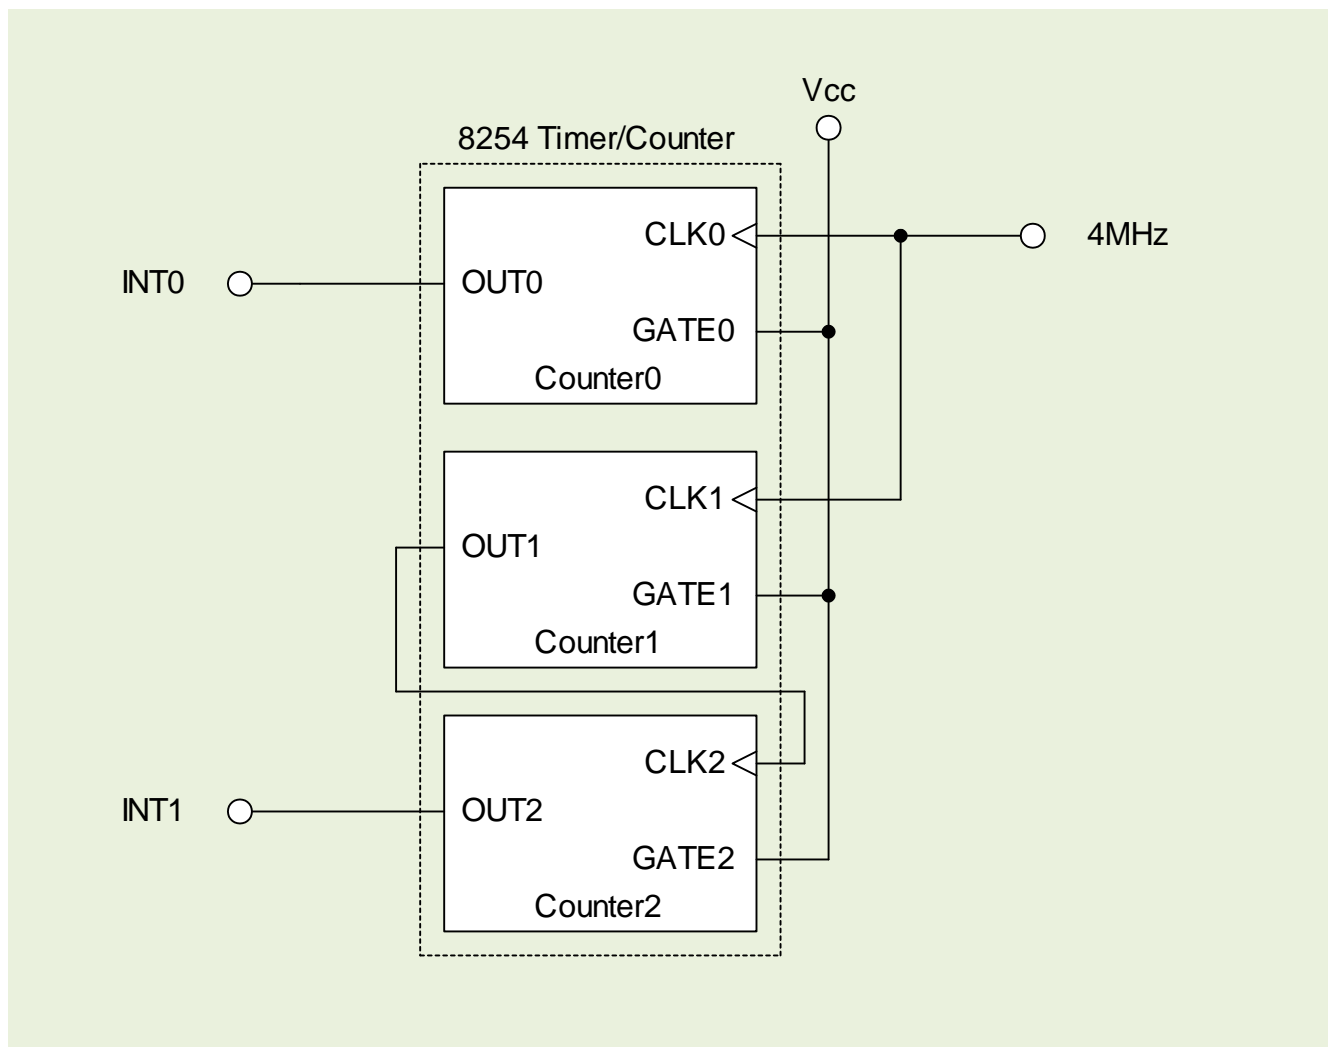 Vcc
8254 Timer/Counter
CLK0
4MHz
INT0
OUT0
GATE0
Counter0
CLK1
OUT1
GATE1
Counter1
CLK2
INT1
OUT2
GATE2
Counter2